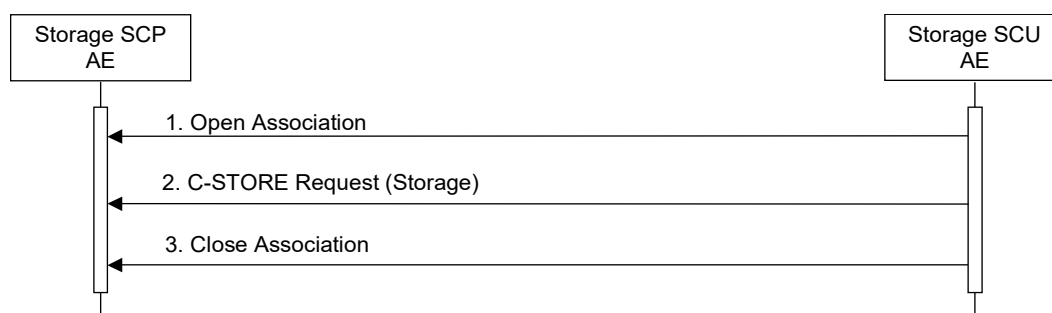 Storage SCP
AE
Storage SCU
AE
1. Open Association
2. C-STORE Request (Storage)
3. Close Association